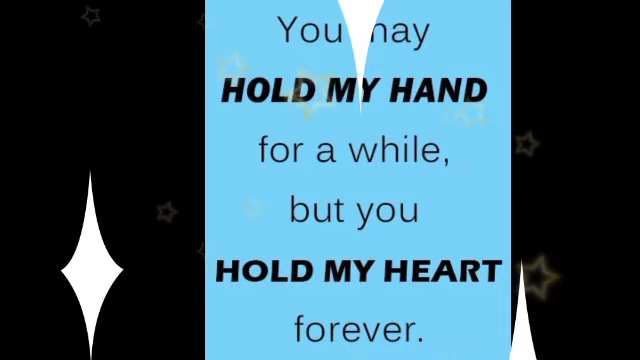 You may
HOLD MY HAND
for a while,
but you
HOLD MY HEART
forever.